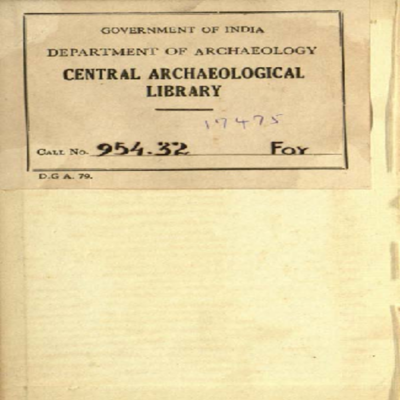 GOVERNMENT OF INDIA
DEPARTMENT OF ARCHAEOLOGY
CENTRAL ARCHAEOLOGICAL
LIBRARY
17475
CALL No. 954.32 Foy
D.G A. 79.